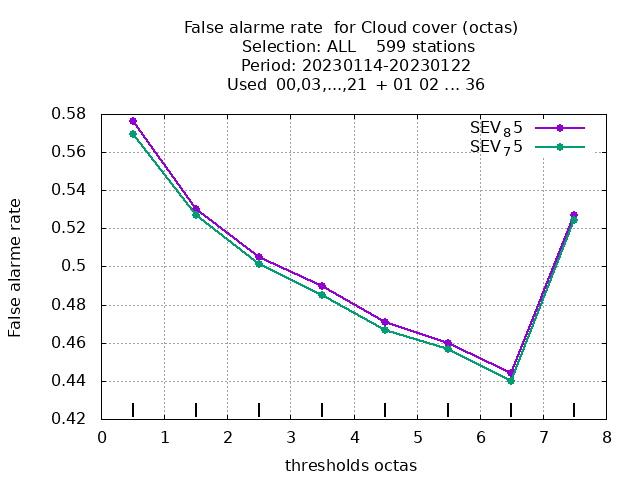 False alarme rate  for Cloud cover (octas)
Selection: ALL    599 stations
Period: 20230114-20230122
Used  00,03,...,21  + 01 02 ... 36
SEV₈5
SEV₇5
0.58
0.56
0.54
0.52
0.5
0.48
0.46
0.44
0.42
False alarme rate
0 1 2 3 4 5 6 7 8
thresholds octas